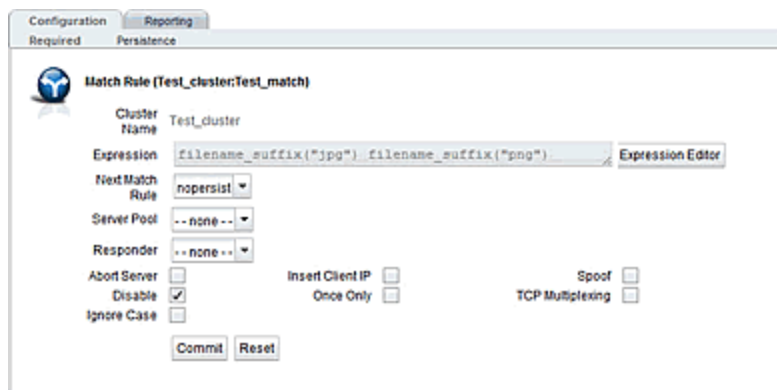 Configuration Reporting
Required Persistence
Match Rule (Test_cluster:Test_match)
Cluster Name Test_cluster
Expression filename_suffix("jpg") filename_suffix("png") Expression Editor
Next Match Rule nopersist
Server Pool -- none --
Responder -- none --
Abort Server Insert Client IP Spoof
Disable Once Only TCP Multiplexing
Ignore Case
Commit Reset